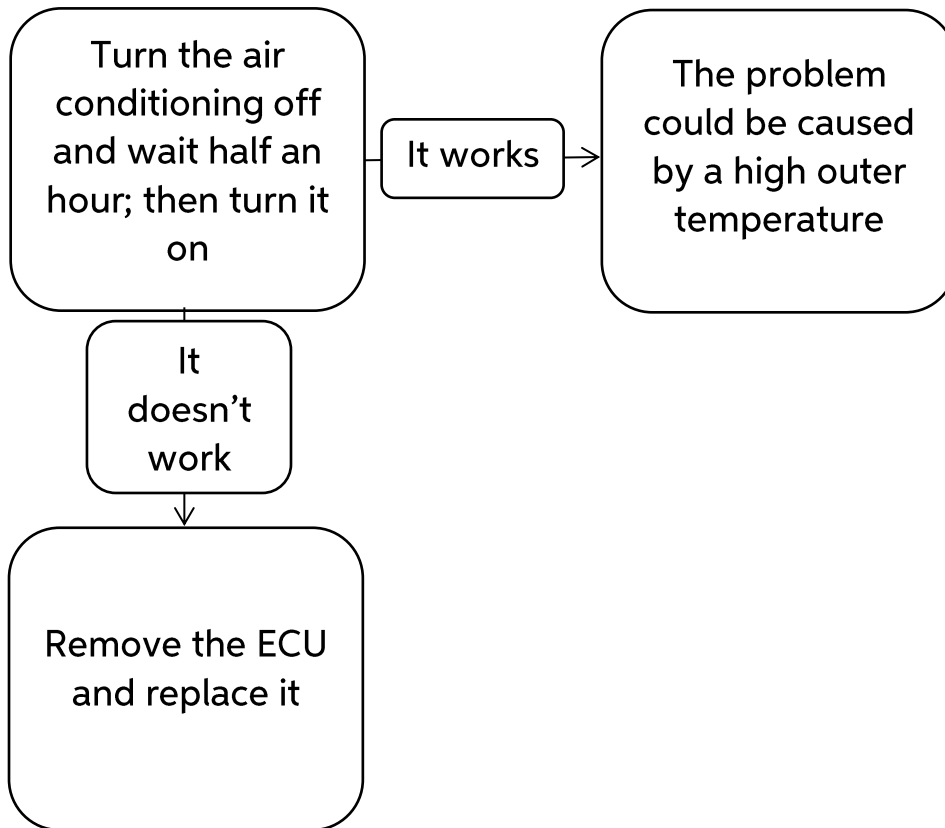 Turn the air
conditioning off
and wait half an
hour; then turn it
on
It works
The problem
could be caused
by a high outer
temperature
It
doesn’t
work
Remove the ECU
and replace it